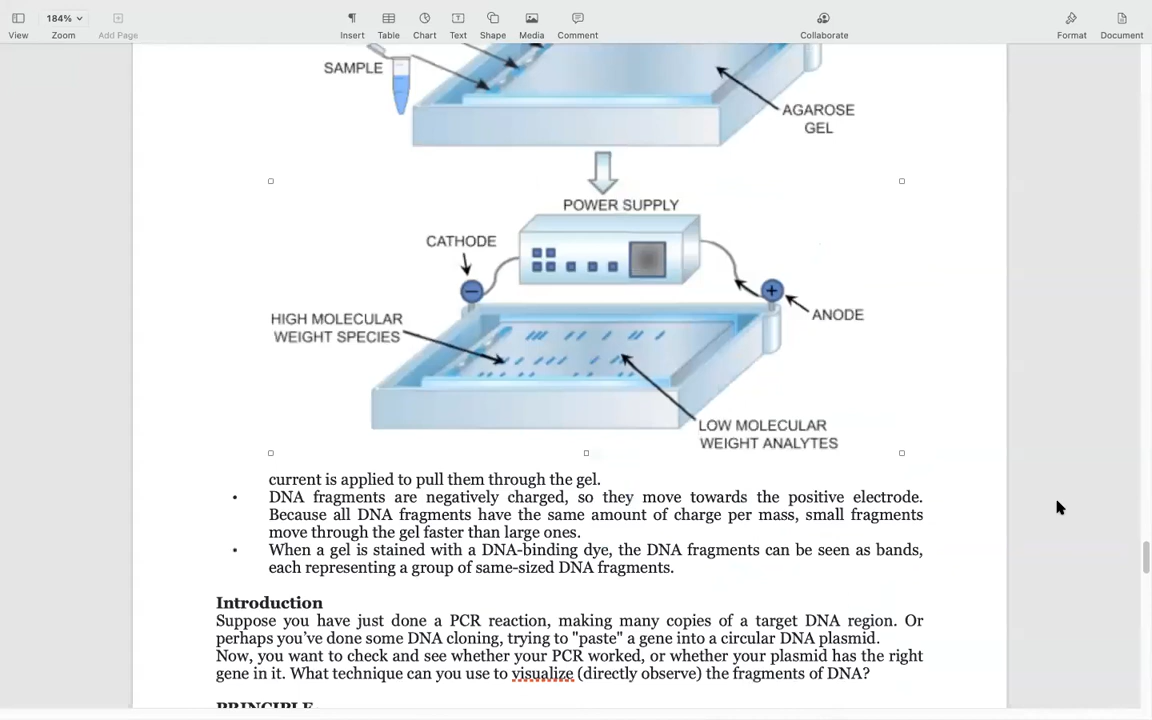 184%
View
Zoom
Add Page
Insert
Table
Chart
Text
Shape
Media
Comment
Collaborate
Format
Document
SAMPLE
AGAROSE
GEL
POWER SUPPLY
CATHODE
−
+
ANODE
HIGH MOLECULAR
WEIGHT SPECIES
LOW MOLECULAR
WEIGHT ANALYTES
current is applied to pull them through the gel.
• DNA fragments are negatively charged, so they move towards the positive electrode.
Because all DNA fragments have the same amount of charge per mass, small fragments
move through the gel faster than large ones.
• When a gel is stained with a DNA-binding dye, the DNA fragments can be seen as bands,
each representing a group of same-sized DNA fragments.
Introduction
Suppose you have just done a PCR reaction, making many copies of a target DNA region. Or
perhaps you've done some DNA cloning, trying to "paste" a gene into a circular DNA plasmid.
Now, you want to check and see whether your PCR worked, or whether your plasmid has the right
gene in it. What technique can you use to visualize (directly observe) the fragments of DNA?
PRINCIPLE